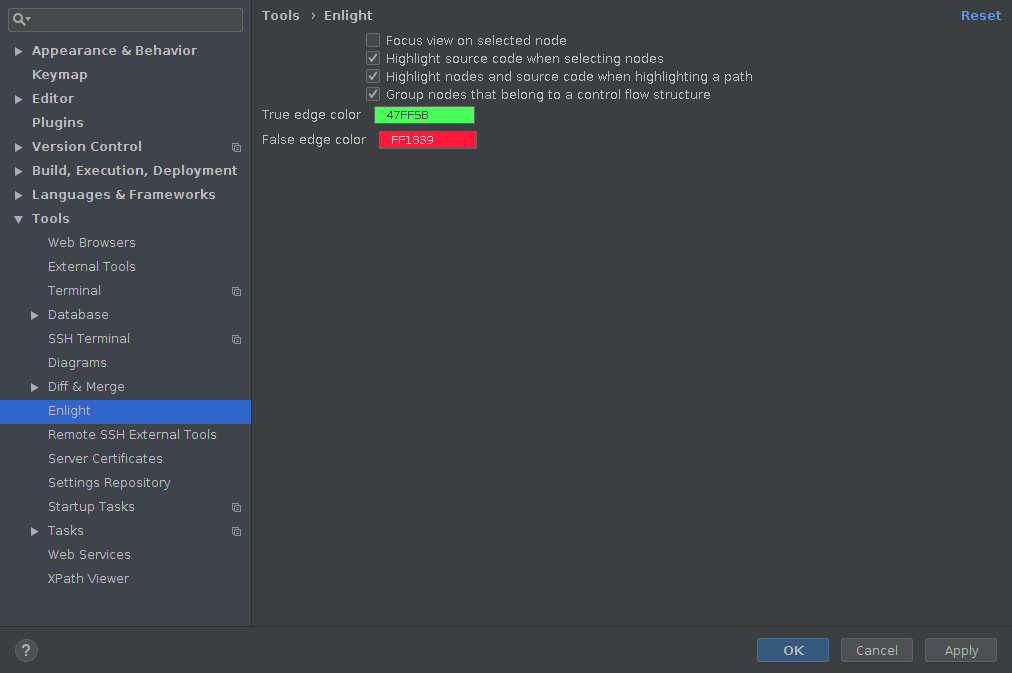 Appearance & Behavior
Keymap
Editor
Plugins
Version Control
Build, Execution, Deployment
Languages & Frameworks
Tools
Web Browsers
External Tools
Terminal
Database
SSH Terminal
Diagrams
Diff & Merge
Enlight
Remote SSH External Tools
Server Certificates
Settings Repository
Startup Tasks
Tasks
Web Services
XPath Viewer
Tools › Enlight
Reset
Focus view on selected node
Highlight source code when selecting nodes
Highlight nodes and source code when highlighting a path
Group nodes that belong to a control flow structure
True edge color 47FF5B
False edge color FF1839
?
OK
Cancel
Apply